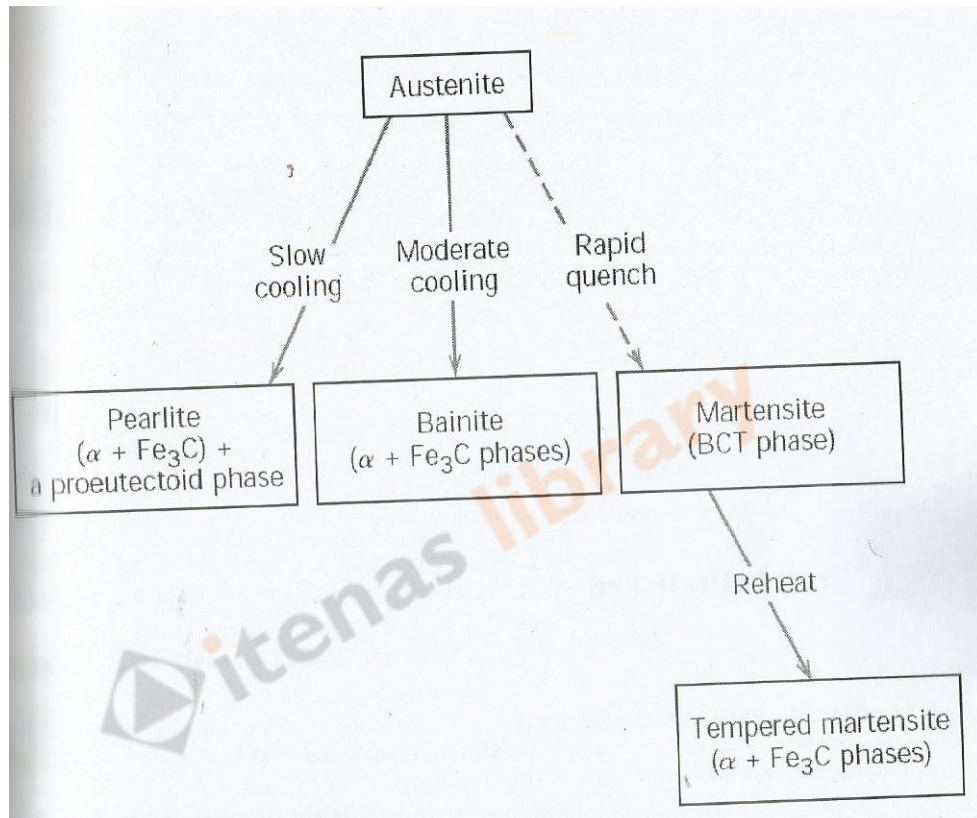 Austenite
Slow
cooling
Moderate
cooling
Rapid
quench
Pearlite
(α + Fe₃C) +
a proeutectoid phase
Bainite
(α + Fe₃C phases)
Martensite
(BCT phase)
itenas library
Reheat
Tempered martensite
(α + Fe₃C phases)